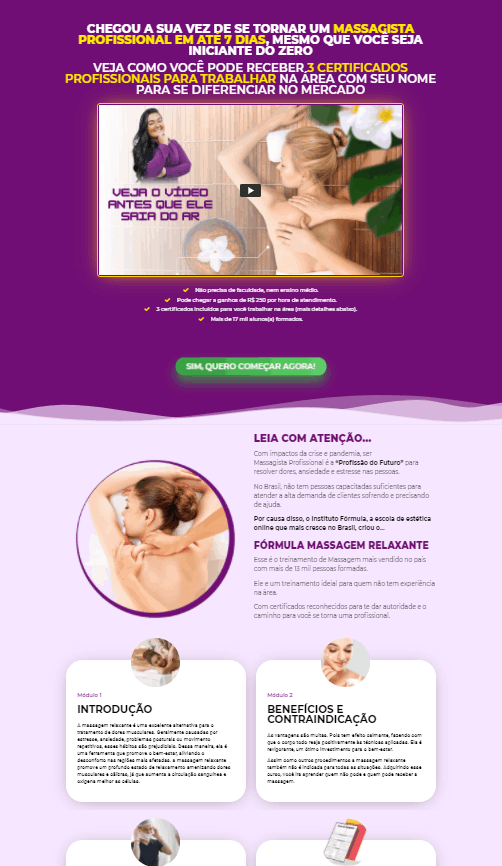 CHEGOU A SUA VEZ DE SE TORNAR UM MASSAGISTA
PROFISSIONAL EM ATÉ 7 DIAS, MESMO QUE VOCÊ SEJA
INICIANTE DO ZERO
VEJA COMO VOCÊ PODE RECEBER 3 CERTIFICADOS
PROFISSIONAIS PARA TRABALHAR NA ÁREA COM SEU NOME
PARA SE DIFERENCIAR NO MERCADO
VEJA O VÍDEO
ANTES QUE ELE
SAIA DO AR
Não precisa de faculdade, nem ensino médio.
Pode chegar a ganhos de R$ 250 por hora de atendimento.
3 certificados incluídos para você trabalhar na área (mais detalhes abaixo).
Mais de 17 mil alunos(a) formados.
SIM, QUERO COMEÇAR AGORA!
LEIA COM ATENÇÃO...
Com impactos da crise e pandemia, ser
Massagista Profissional é a "Profissão do Futuro" para
resolver dores, ansiedade e estresse nas pessoas.
No Brasil, não tem pessoas capacitadas suficientes para
atender a alta demanda de clientes sofrendo e precisando
de ajuda.
Por causa disso, o Instituto Fórmula, a escola de estética
online que mais cresce no Brasil, criou o...
FÓRMULA MASSAGEM RELAXANTE
Esse é o treinamento de Massagem mais vendido no país
com mais de 13 mil pessoas formadas.
Ele e um treinamento ideal para quem não tem experiência
na área.
Com certificados reconhecidos para te dar autoridade e o
caminho para você se torna uma profissional.
Módulo 1
INTRODUÇÃO
A massagem relaxante é uma excelente alternativa para o
tratamento de dores musculares. Geralmente causadas por
estresse, ansiedade, problemas posturais ou movimento
repetitivos, esses hábitos são prejudiciais. Dessa maneira, ela é
uma ferramenta que promove o bem-estar, aliviando o
desconforto nas regiões mais afetadas. a massagem relaxante
promove um profundo estado de relaxamento amenizando dores
musculares e cãibras, já que aumenta a circulação sanguínea e
oxigena melhor as células.
Módulo 2
BENEFÍCIOS E
CONTRAINDICAÇÃO
As vantagens são muitas. Pois tem efeito calmante, fazendo com
que o corpo todo reaja positivamente às técnicas aplicadas. Ela é
revigorante, um ótimo investimento para o bem-estar.
Assim como outros procedimentos a massagem relaxante
também não é indicada para todas as situações. Adquirindo esse
curso, você irá aprender quem não pode e quem pode receber a
massagem.